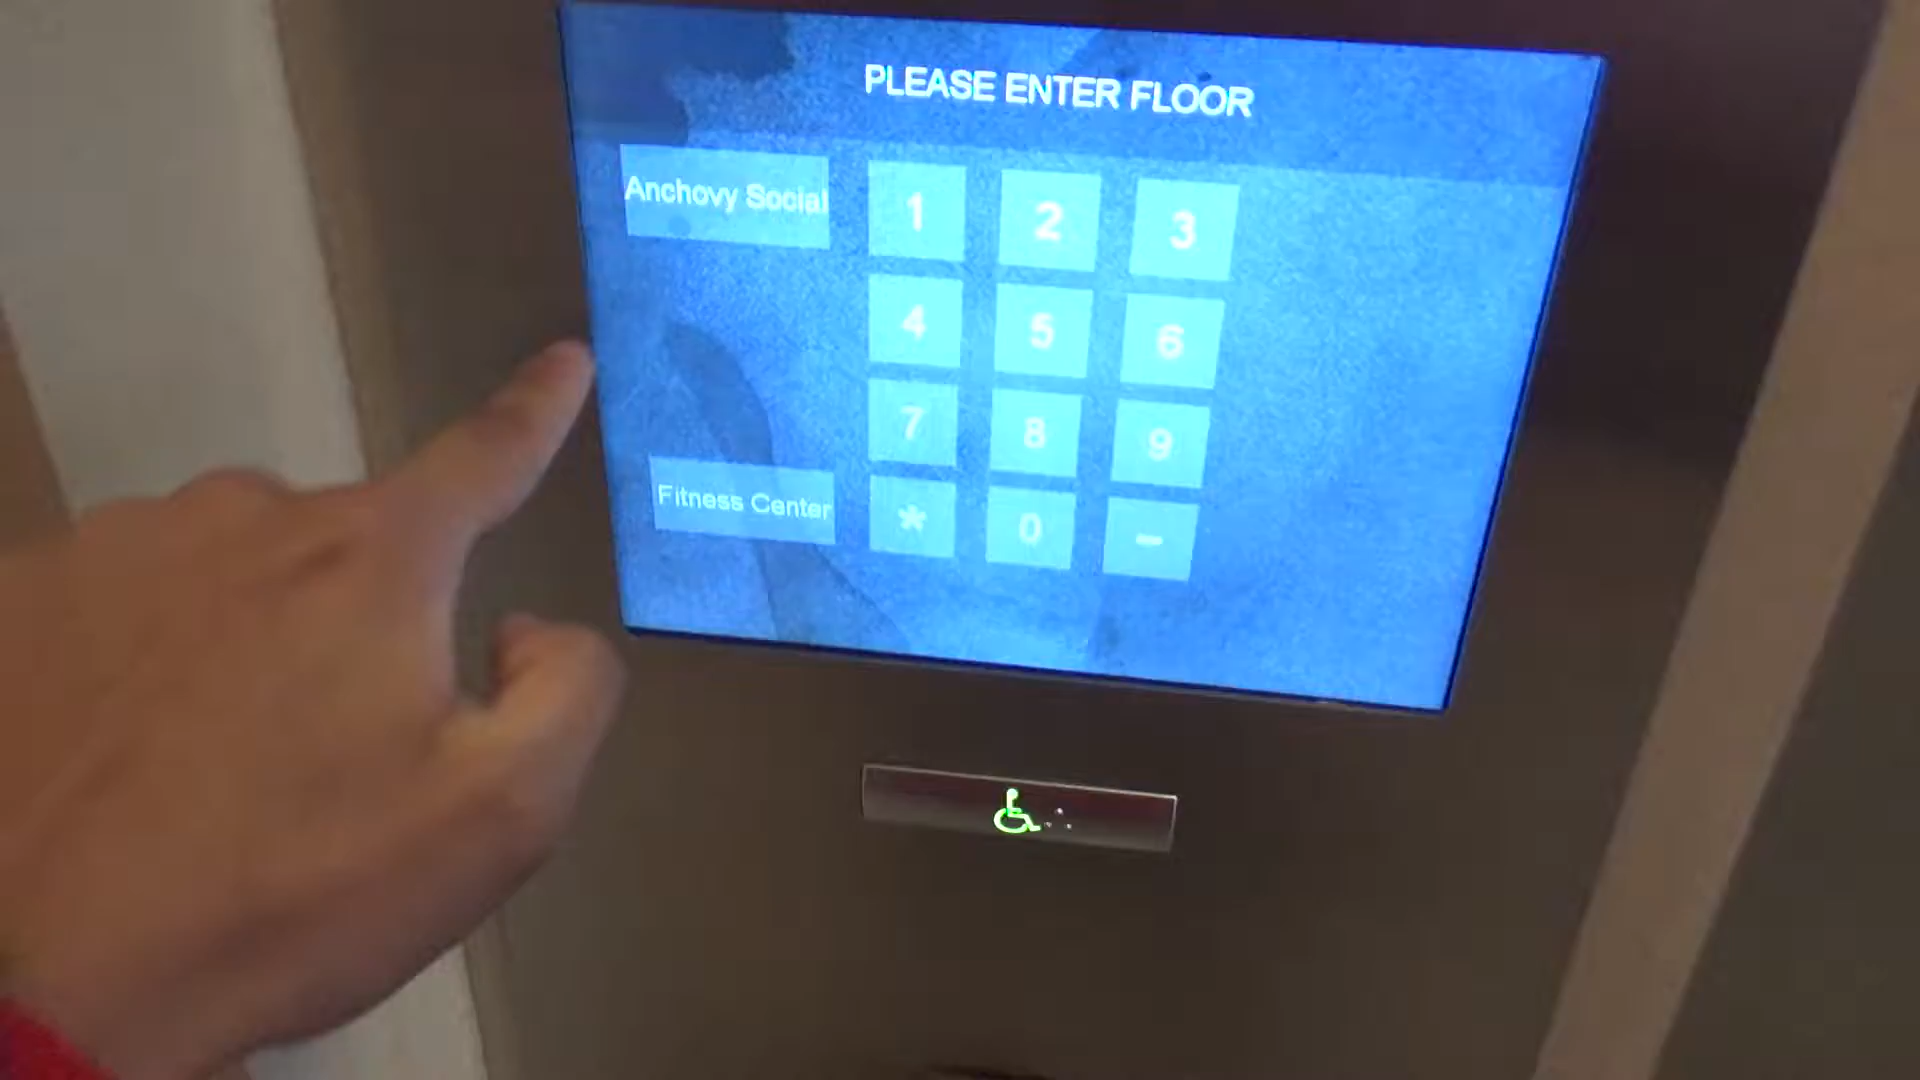 PLEASE ENTER FLOOR
Anchovy Social
1 2 3
4 5 6
7 8 9
Fitness Center
* 0 -